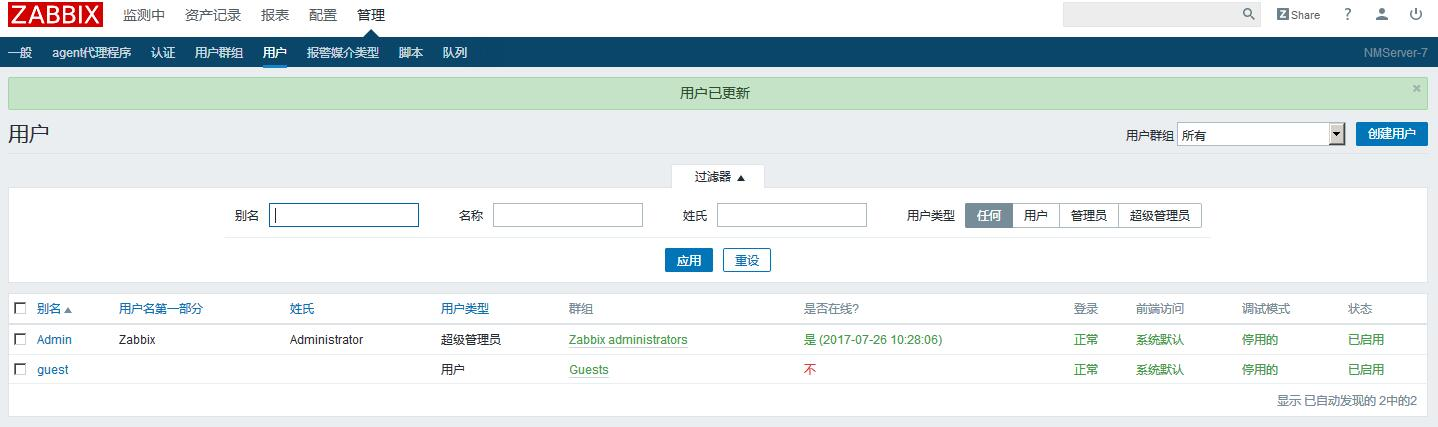 ZABBIX 监测中 资产记录 报表 配置 管理 Z Share ?
一般 agent代理程序 认证 用户群组 用户 报警媒介类型 脚本 队列 NMServer-7
用户已更新
用户 用户群组 所有 创建用户
过滤器
别名 名称 姓氏 用户类型 任何 用户 管理员 超级管理员
应用 重设
别名 用户名第一部分 姓氏 用户类型 群组 是否在线? 登录 前端访问 调试模式 状态
Admin Zabbix Administrator 超级管理员 Zabbix administrators 是 (2017-07-26 10:28:06) 正常 系统默认 停用的 已启用
guest 用户 Guests 不 正常 系统默认 停用的 已启用
显示 已自动发现的 2中的2